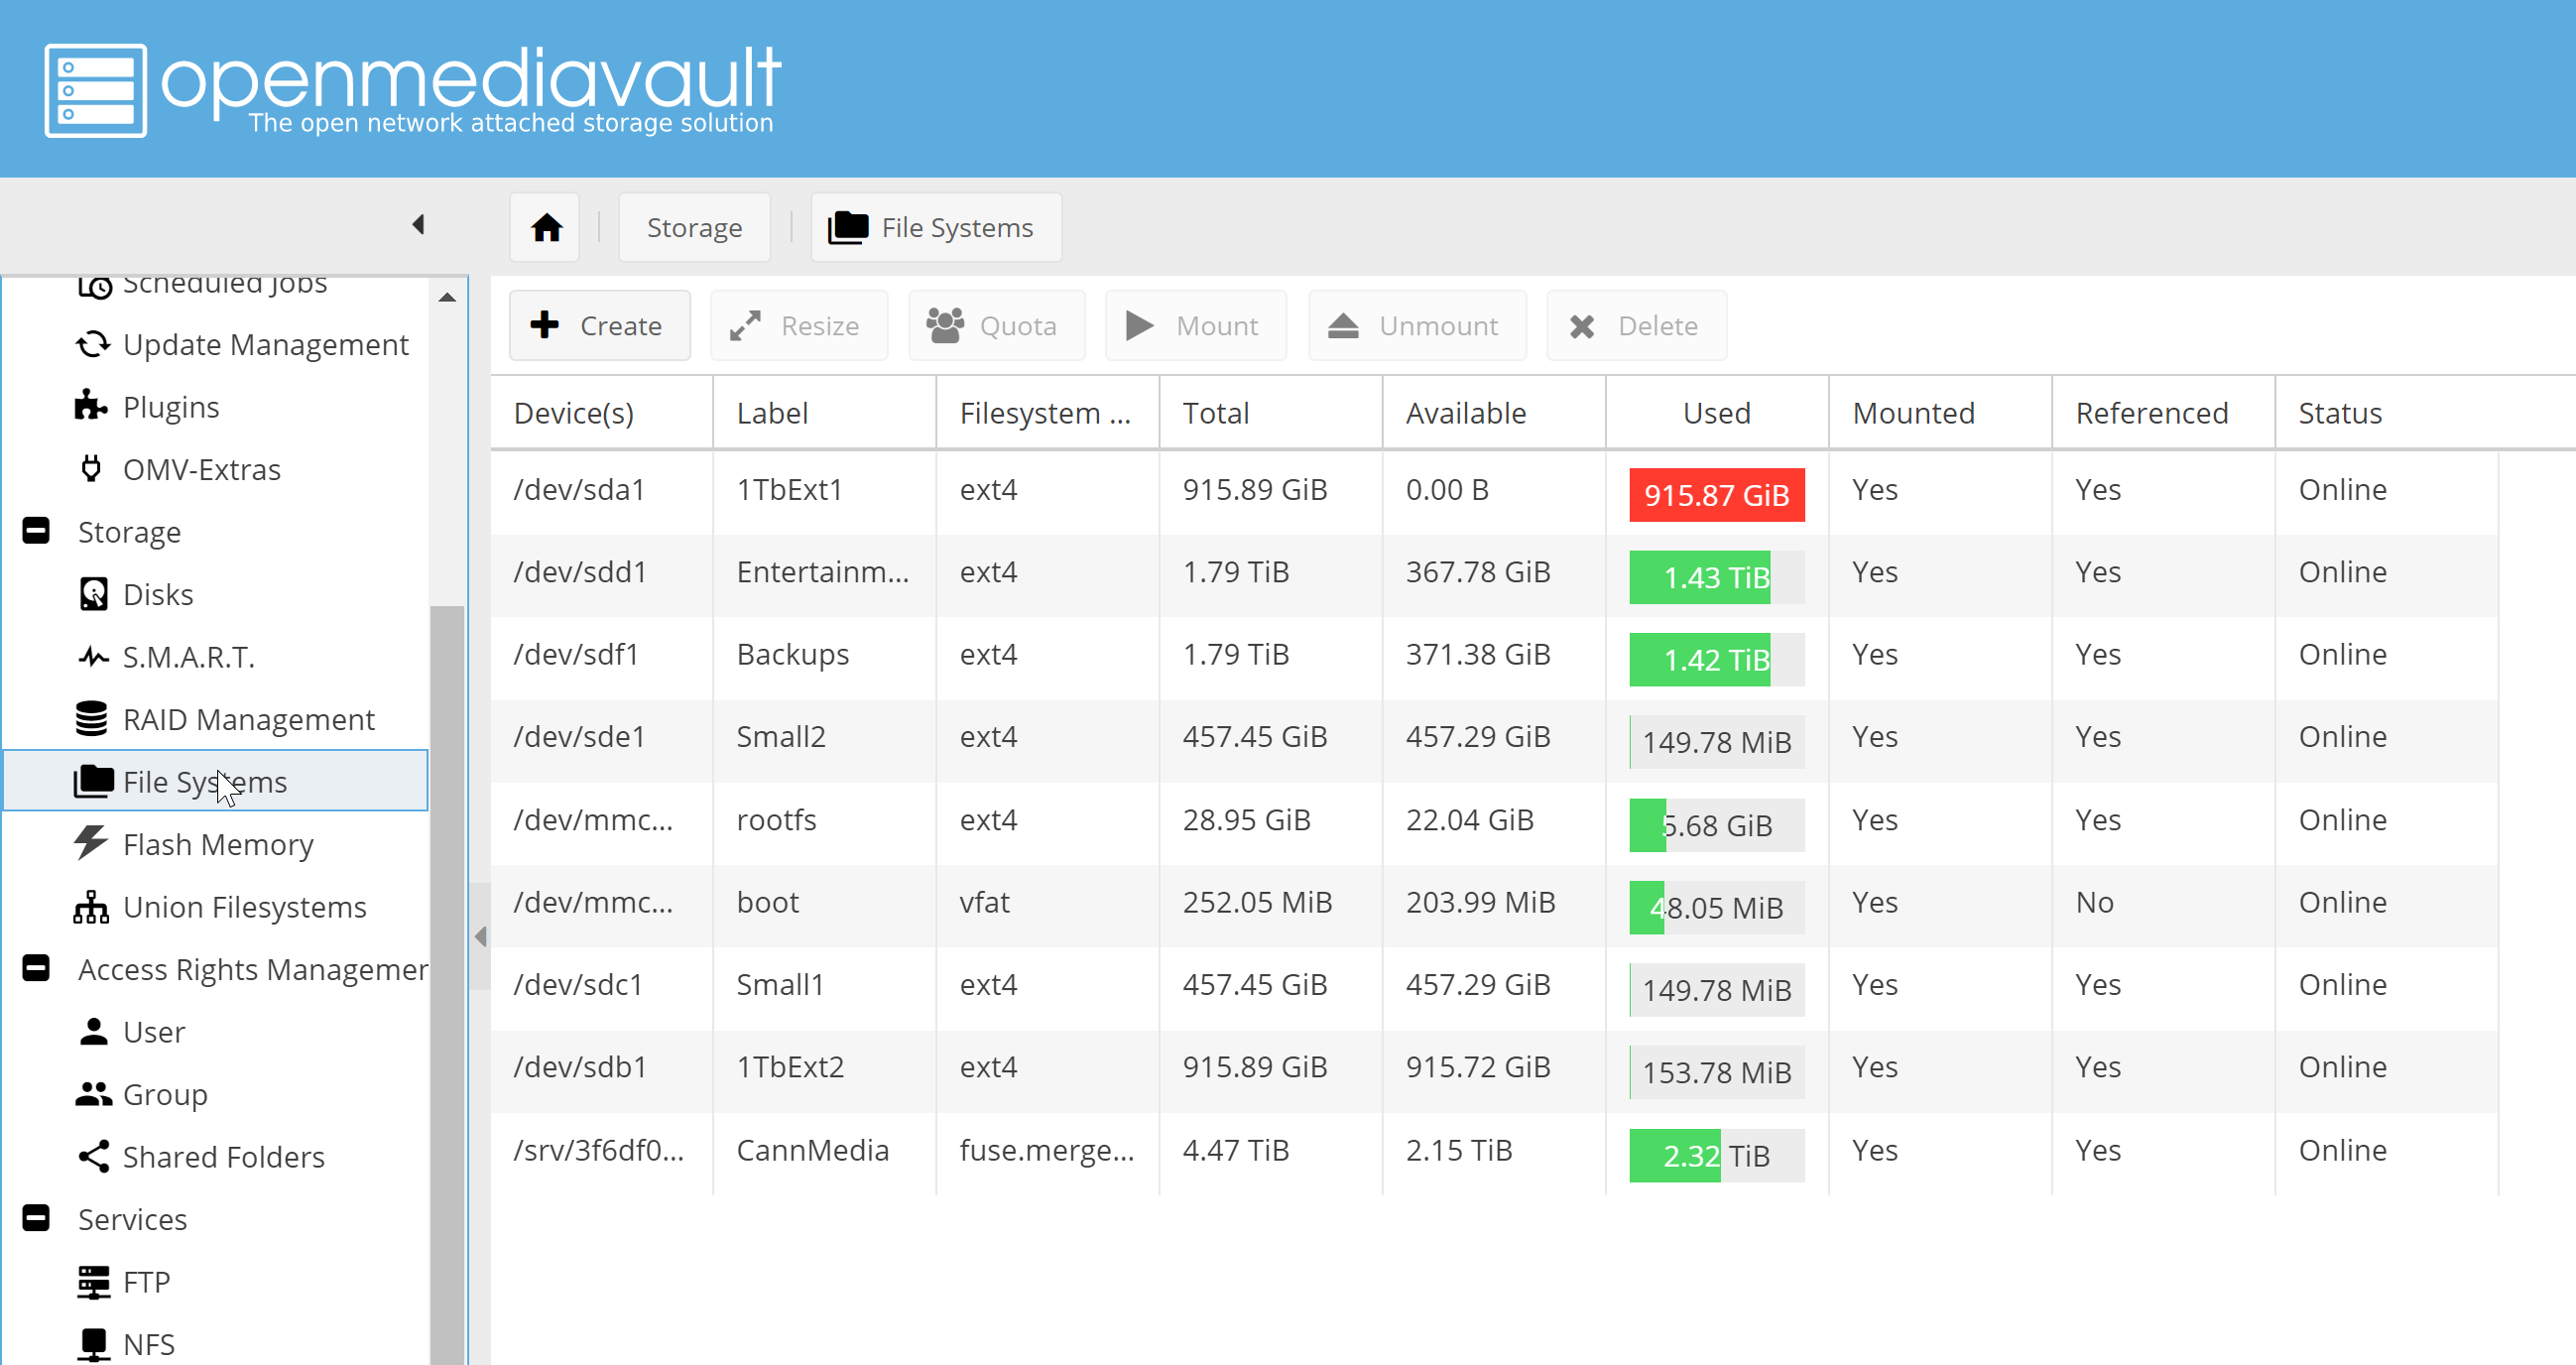 openmediavault
The open network attached storage solution
Storage
File Systems
Scheduled Jobs
Update Management
Plugins
OMV-Extras
Storage
Disks
S.M.A.R.T.
RAID Management
File Systems
Flash Memory
Union Filesystems
Access Rights Managemer
User
Group
Shared Folders
Services
FTP
NFS
Create Resize Quota Mount Unmount Delete
Device(s) Label Filesystem ... Total Available Used Mounted Referenced Status
/dev/sda1 1TbExt1 ext4 915.89 GiB 0.00 B 915.87 GiB Yes Yes Online
/dev/sdd1 Entertainm... ext4 1.79 TiB 367.78 GiB 1.43 TiB Yes Yes Online
/dev/sdf1 Backups ext4 1.79 TiB 371.38 GiB 1.42 TiB Yes Yes Online
/dev/sde1 Small2 ext4 457.45 GiB 457.29 GiB 149.78 MiB Yes Yes Online
/dev/mmc... rootfs ext4 28.95 GiB 22.04 GiB 5.68 GiB Yes Yes Online
/dev/mmc... boot vfat 252.05 MiB 203.99 MiB 48.05 MiB Yes No Online
/dev/sdc1 Small1 ext4 457.45 GiB 457.29 GiB 149.78 MiB Yes Yes Online
/dev/sdb1 1TbExt2 ext4 915.89 GiB 915.72 GiB 153.78 MiB Yes Yes Online
/srv/3f6df0... CannMedia fuse.merge... 4.47 TiB 2.15 TiB 2.32 TiB Yes Yes Online